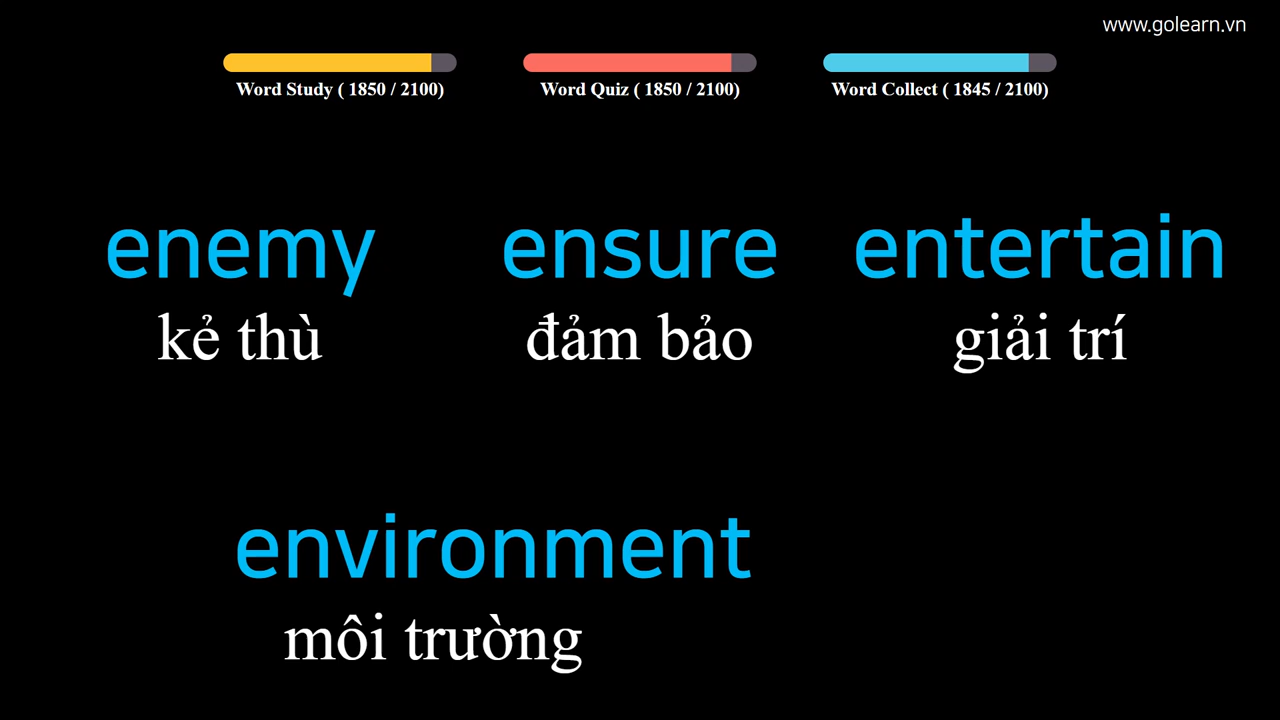 www.golearn.vn
Word Study ( 1850 / 2100)
Word Quiz ( 1850 / 2100)
Word Collect ( 1845 / 2100)
enemy
kẻ thù
ensure
đảm bảo
entertain
giải trí
environment
môi trường